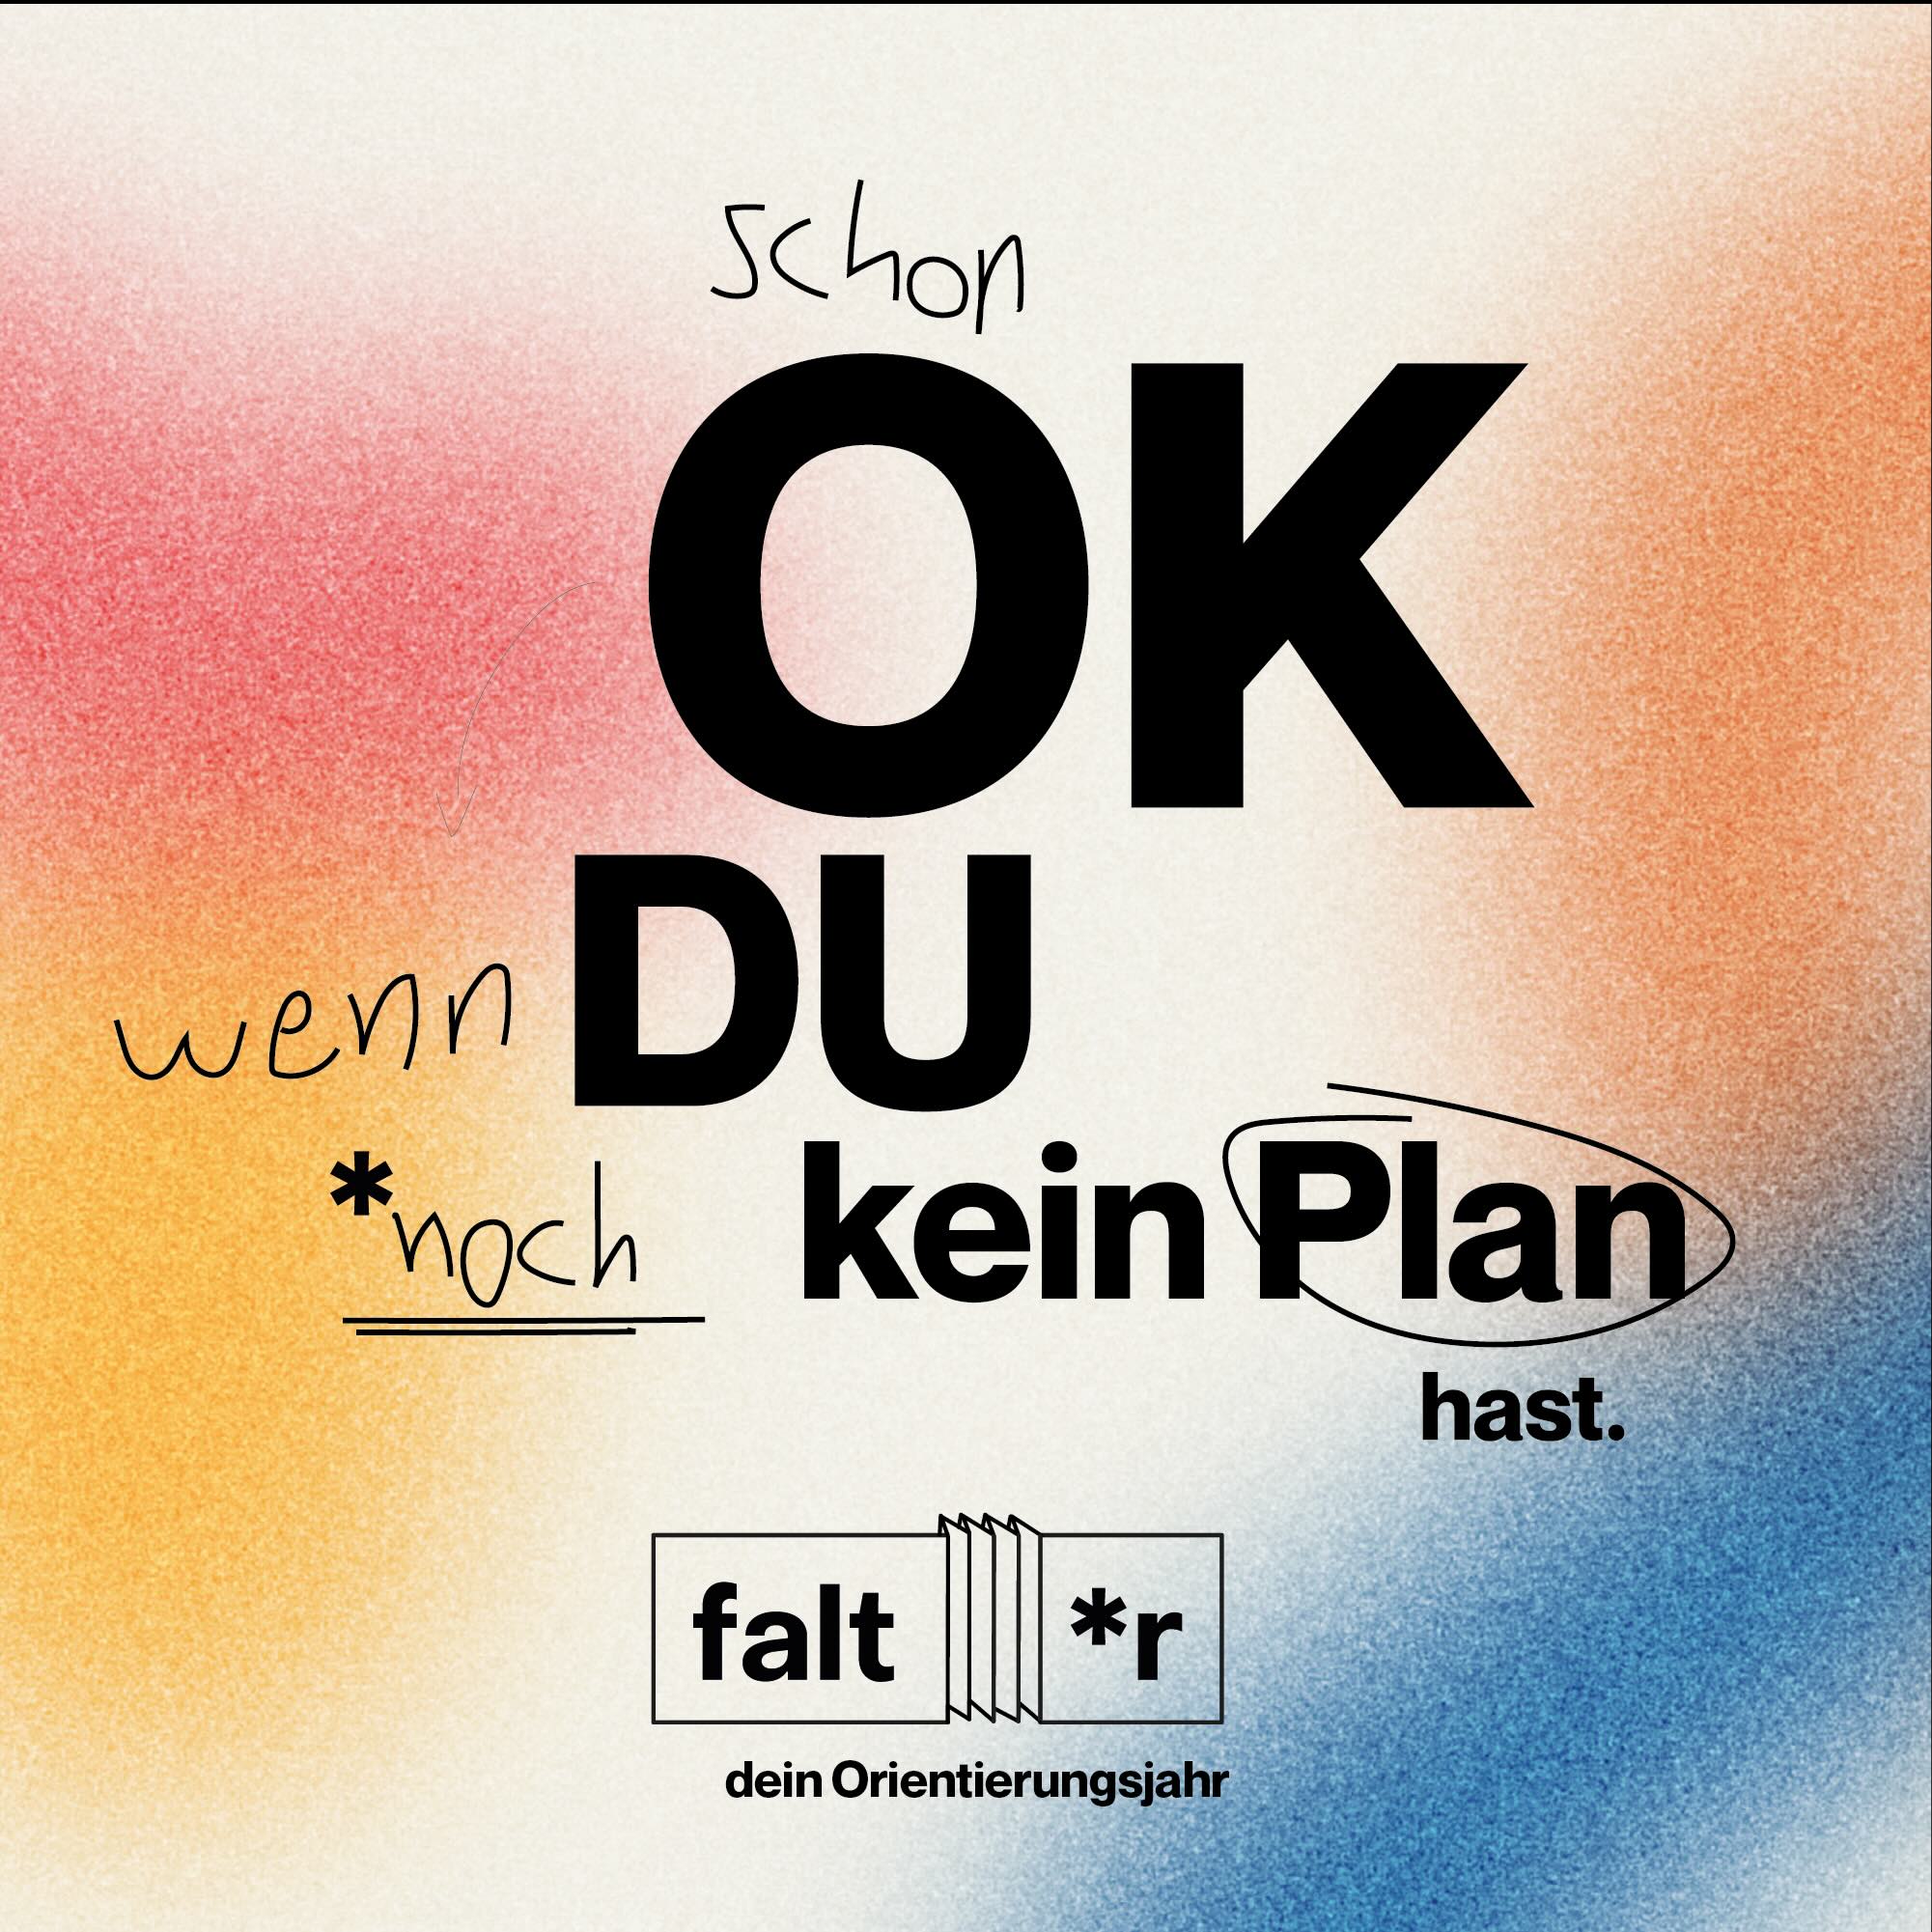 schon
OK
wenn DU
*noch kein Plan
hast.
falt *r
dein Orientierungsjahr